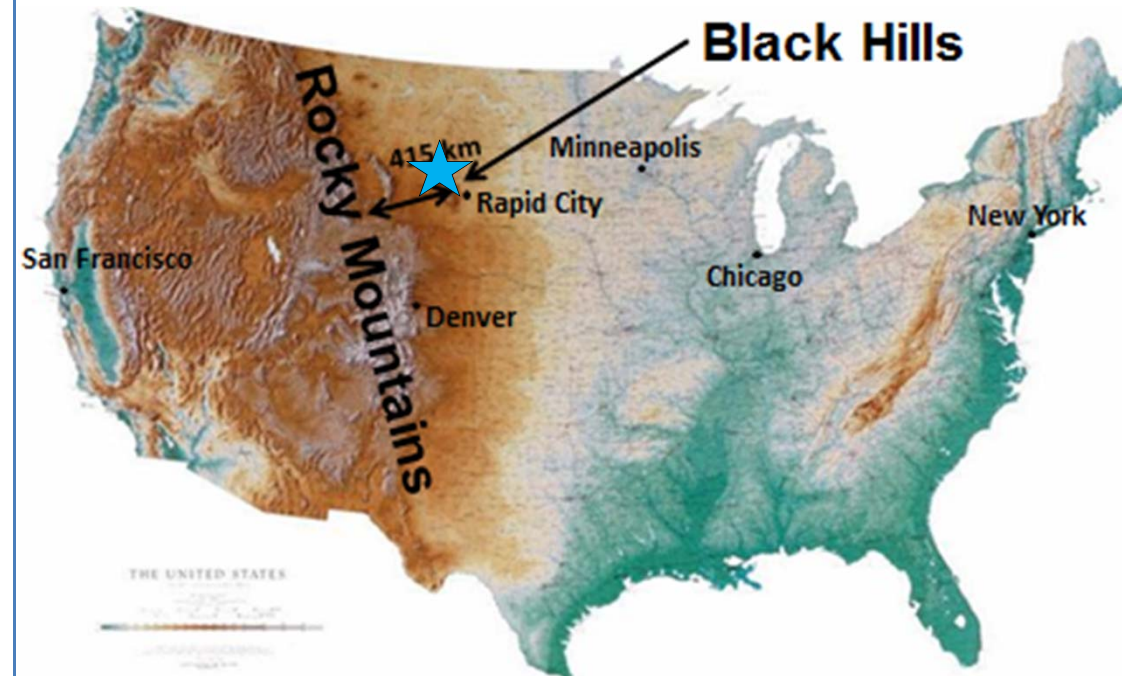 Black Hills
Rocky Mountains
415 km
Minneapolis
Rapid City
New York
San Francisco
Chicago
Denver
THE UNITED STATES